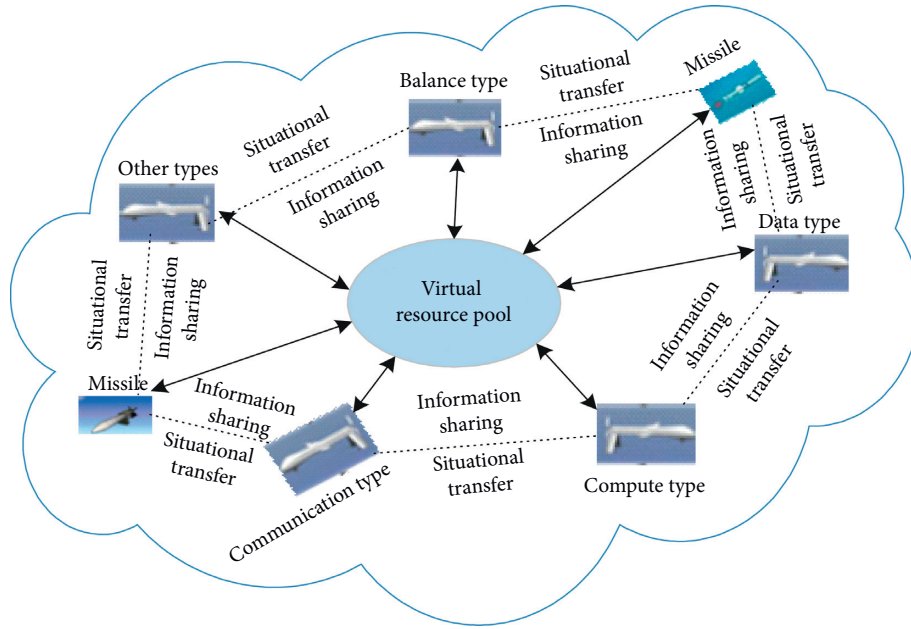 Balance type
Situational
transfer
Information
sharing
Missile
Situational
transfer
Information
sharing
Other types
Situational
transfer
Information
sharing
Data type
Virtual
resource pool
Situational
transfer
Information
sharing
Information
sharing
Situational
transfer
Missile
Information
sharing
Situational
transfer
Communication type
Information
sharing
Situational
transfer
Compute type